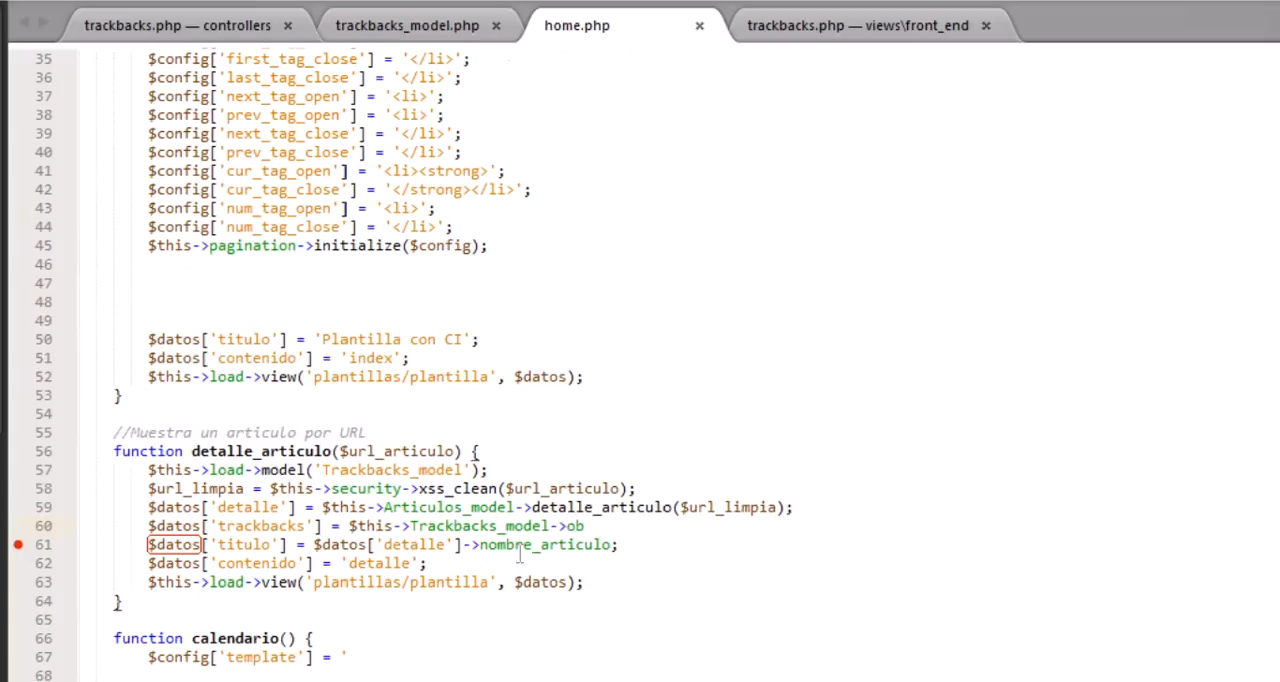 trackbacks.php — controllers × trackbacks_model.php × home.php × trackbacks.php — views\front_end ×
35 $config['first_tag_close'] = '</li>';
36 $config['last_tag_close'] = '</li>';
37 $config['next_tag_open'] = '<li>';
38 $config['prev_tag_open'] = '<li>';
39 $config['next_tag_close'] = '</li>';
40 $config['prev_tag_close'] = '</li>';
41 $config['cur_tag_open'] = '<li><strong>';
42 $config['cur_tag_close'] = '</strong></li>';
43 $config['num_tag_open'] = '<li>';
44 $config['num_tag_close'] = '</li>';
45 $this->pagination->initialize($config);
46
47
48
49
50 $datos['titulo'] = 'Plantilla con CI';
51 $datos['contenido'] = 'index';
52 $this->load->view('plantillas/plantilla', $datos);
53 }
54
55 //Muestra un articulo por URL
56 function detalle_articulo($url_articulo) {
57 $this->load->model('Trackbacks_model');
58 $url_limpia = $this->security->xss_clean($url_articulo);
59 $datos['detalle'] = $this->Articulos_model->detalle_articulo($url_limpia);
60 $datos['trackbacks'] = $this->Trackbacks_model->ob
61 $datos['titulo'] = $datos['detalle']->nombre_articulo;
62 $datos['contenido'] = 'detalle';
63 $this->load->view('plantillas/plantilla', $datos);
64 }
65
66 function calendario() {
67 $config['template'] = '
68